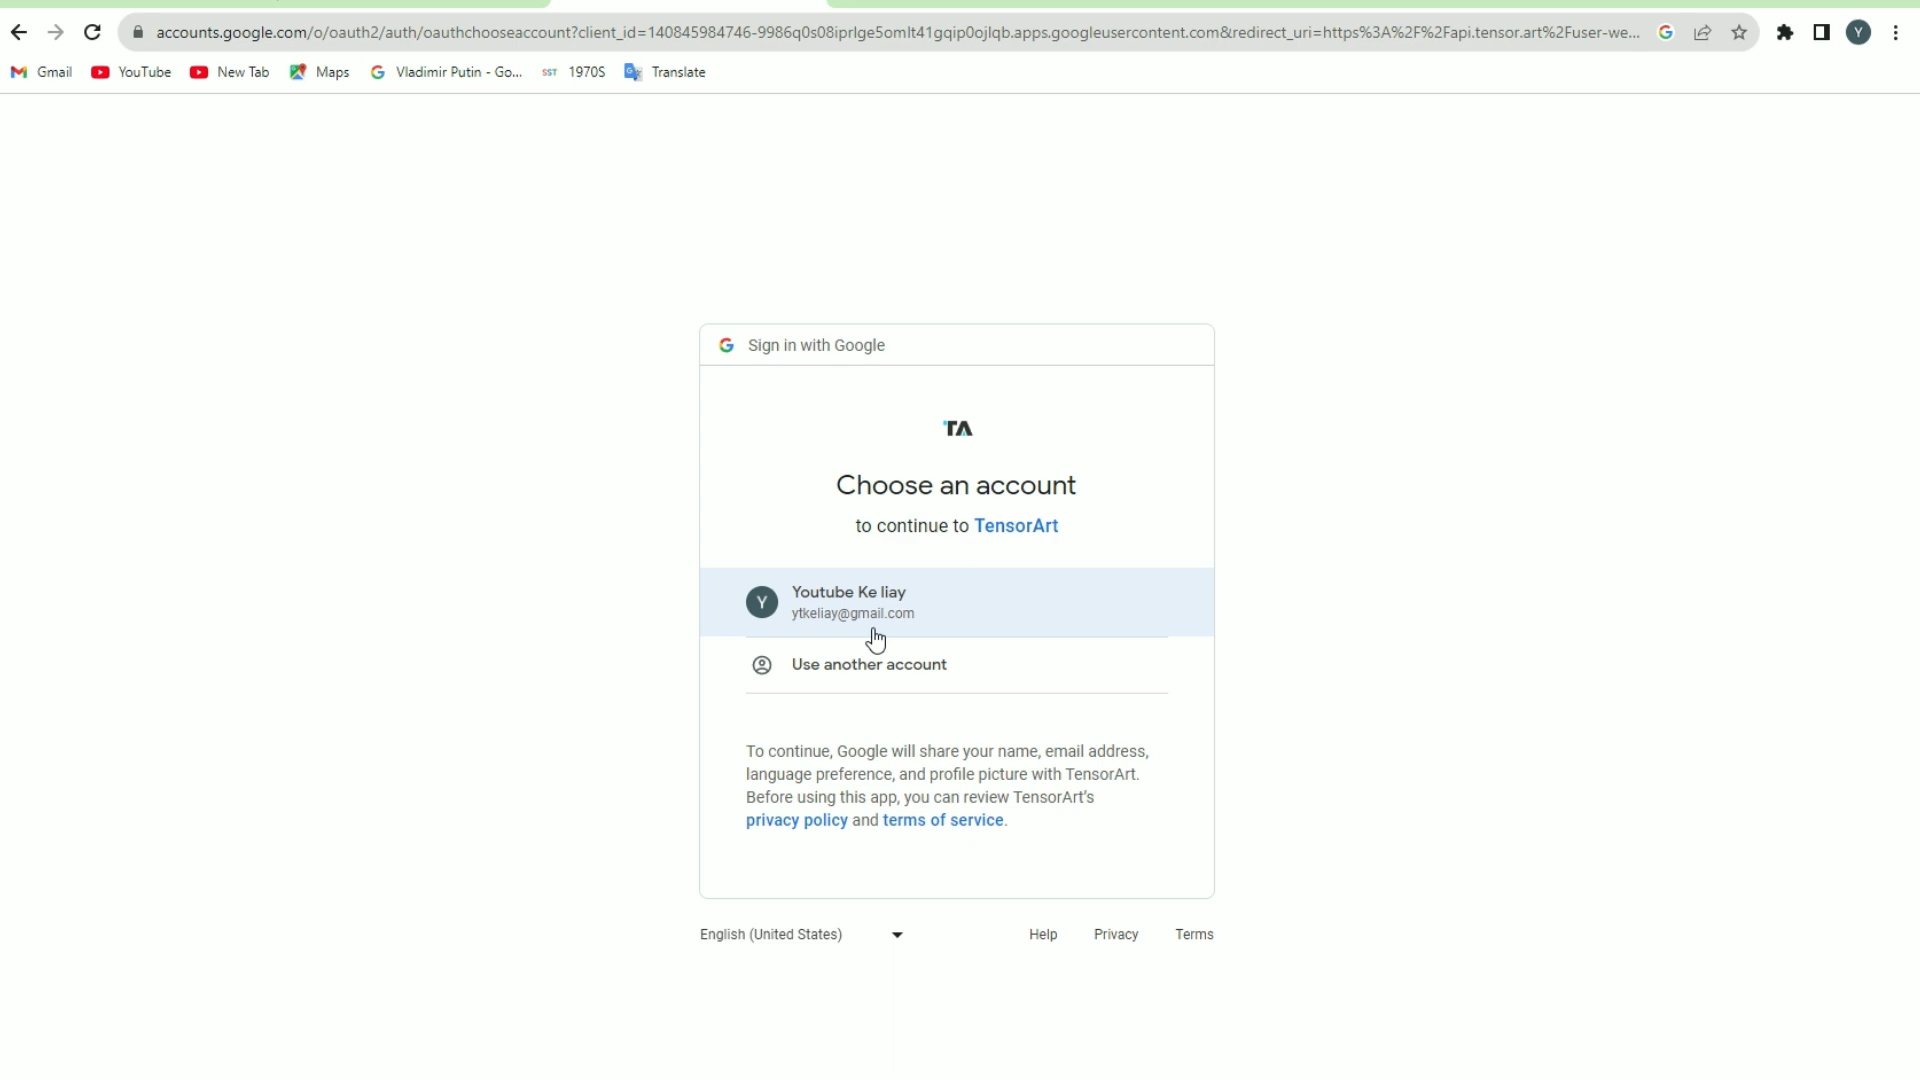 accounts.google.com/o/oauth2/auth/oauthchooseaccount?client_id=140845984746-9986q0s08iprlge5omlt41gqip0ojlqb.apps.googleusercontent.com&redirect_uri=https%3A%2F%2Fapi.tensor.art%2Fuser-we...
Y
Gmail YouTube New Tab Maps Vladimir Putin - Go... SST 1970S Translate
Sign in with Google
TA
Choose an account
to continue to TensorArt
Y
Youtube Ke liay
ytkeliay@gmail.com
Use another account
To continue, Google will share your name, email address,
language preference, and profile picture with TensorArt.
Before using this app, you can review TensorArt's
privacy policy and terms of service.
English (United States) Help Privacy Terms